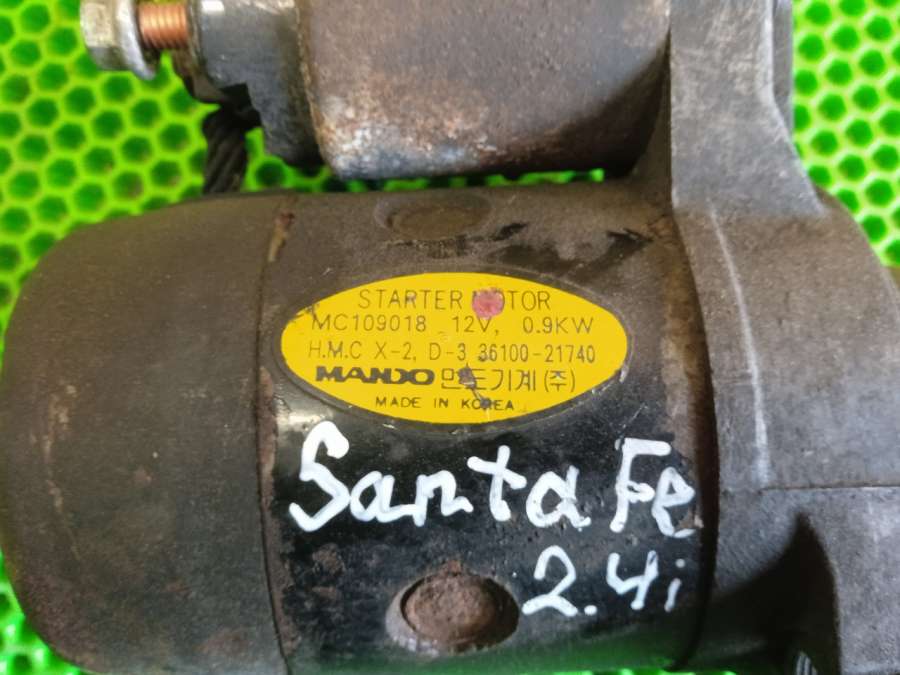 STARTER MOTOR
MC109018 12V, 0.9KW
H.M.C X-2, D-3 36100-21740
MANDO 만도기계(주)
MADE IN KOREA
Santa Fe
2.4i